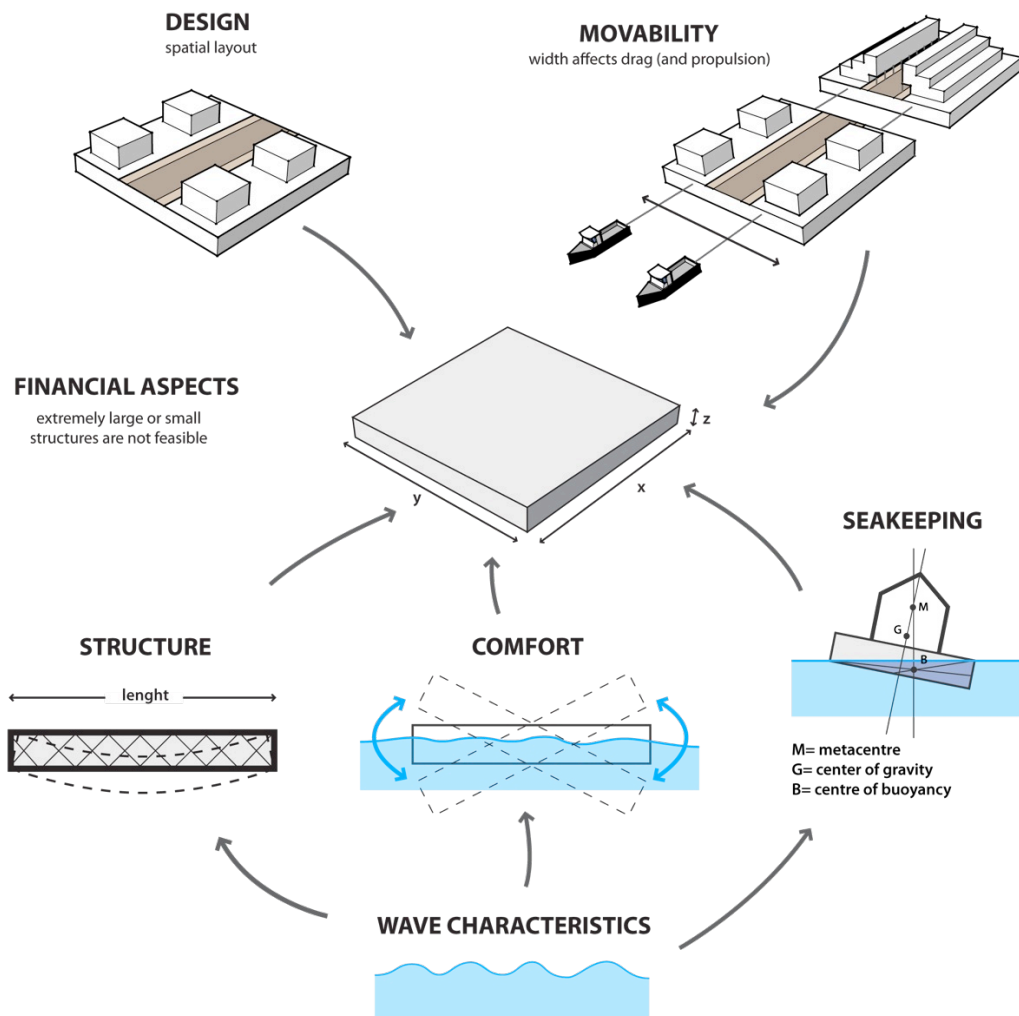 DESIGN
spatial layout
MOVABILITY
width affects drag (and propulsion)
FINANCIAL ASPECTS
extremely large or small
structures are not feasible
z
y
x
SEAKEEPING
M
G
B
M= metacentre
G= center of gravity
B= centre of buoyancy
STRUCTURE
lenght
COMFORT
WAVE CHARACTERISTICS